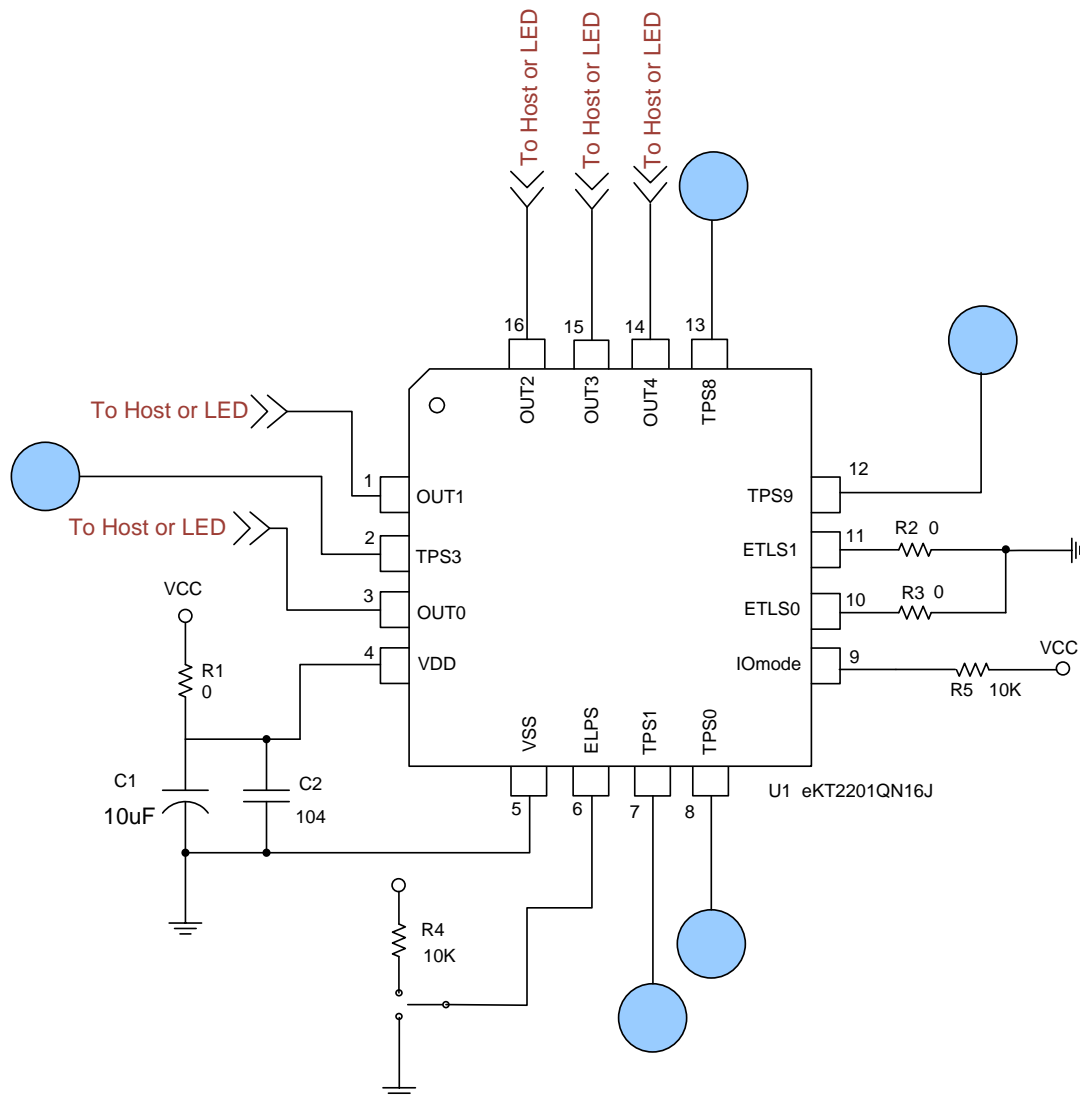 To Host or LED
To Host or LED
To Host or LED
16
15
14
13
OUT2
OUT3
OUT4
TPS8
To Host or LED
1
OUT1
12
TPS9
To Host or LED
2
TPS3
11
ETLS1
R2 0
3
OUT0
10
ETLS0
R3 0
4
VDD
9
IOmode
R5 10K
VCC
VCC
R1
0
VSS
ELPS
TPS1
TPS0
5
6
7
8
U1 eKT2201QN16J
C1
10uF
C2
104
R4
10K